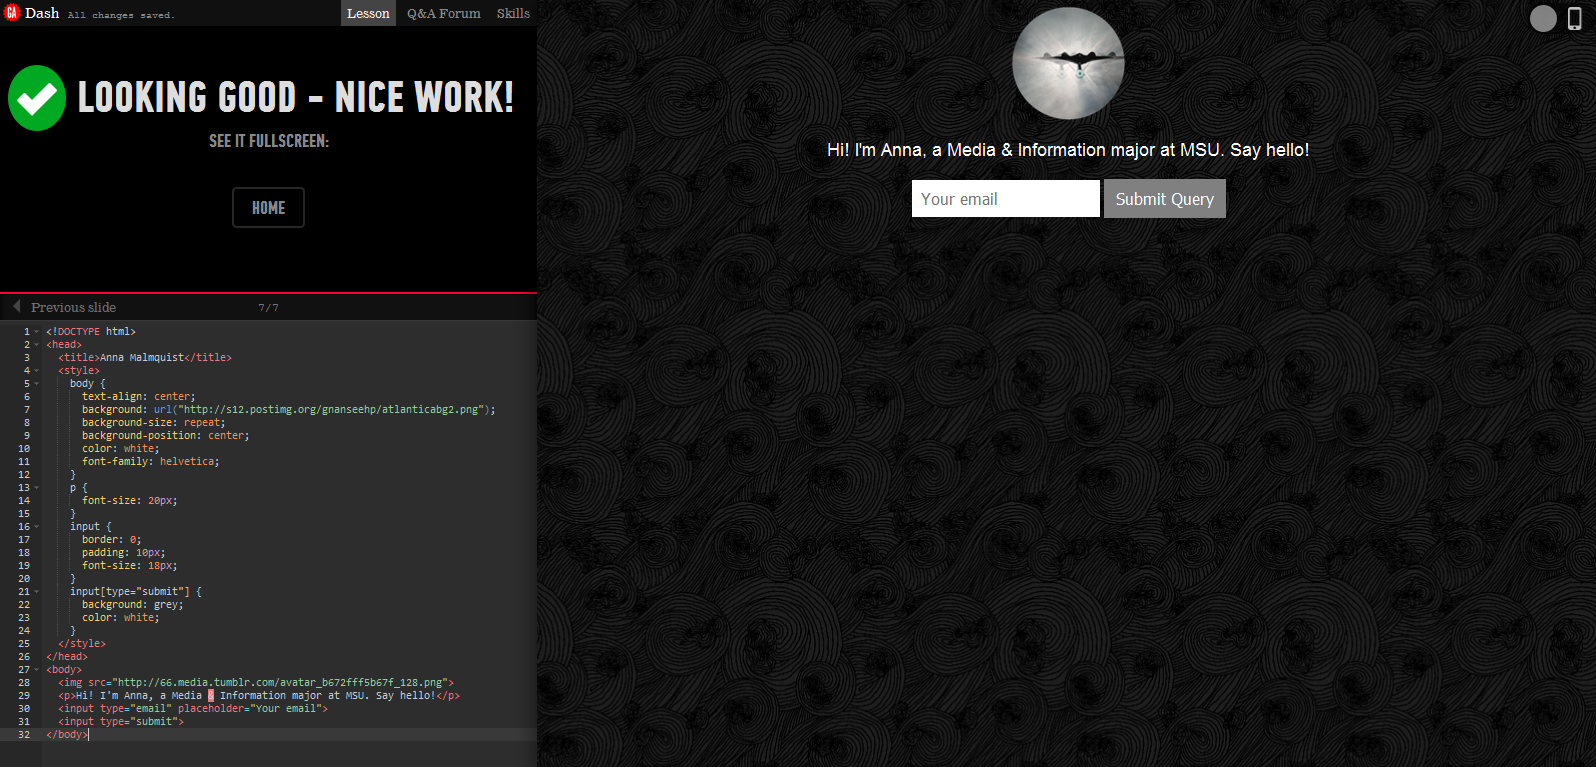 GA Dash All changes saved. Lesson Q&A Forum Skills
LOOKING GOOD - NICE WORK!
SEE IT FULLSCREEN:
HOME
Previous slide 7/7
1 <!DOCTYPE html>
2 <head>
3 <title>Anna Malmquist</title>
4 <style>
5 body {
6 text-align: center;
7 background: url("http://s12.postimg.org/gnanseehp/atlanticabg2.png");
8 background-size: repeat;
9 background-position: center;
10 color: white;
11 font-family: helvetica;
12 }
13 p {
14 font-size: 20px;
15 }
16 input {
17 border: 0;
18 padding: 10px;
19 font-size: 18px;
20 }
21 input[type="submit"] {
22 background: grey;
23 color: white;
24 }
25 </style>
26 </head>
27 <body>
28 <img src="http://66.media.tumblr.com/avatar_b672fff5b67f_128.png">
29 <p>Hi! I'm Anna, a Media & Information major at MSU. Say hello!</p>
30 <input type="email" placeholder="Your email">
31 <input type="submit">
32 </body>
Hi! I'm Anna, a Media & Information major at MSU. Say hello!
Your email Submit Query